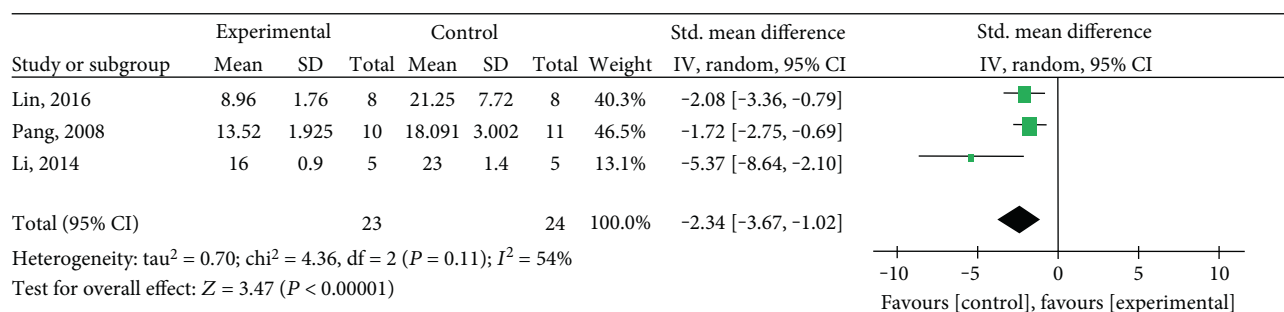 Experimental Control Std. mean difference Std. mean difference
Study or subgroup Mean SD Total Mean SD Total Weight IV, random, 95% CI IV, random, 95% CI
Lin, 2016 8.96 1.76 8 21.25 7.72 8 40.3% −2.08 [−3.36, −0.79]
Pang, 2008 13.52 1.925 10 18.091 3.002 11 46.5% −1.72 [−2.75, −0.69]
Li, 2014 16 0.9 5 23 1.4 5 13.1% −5.37 [−8.64, −2.10]
Total (95% CI) 23 24 100.0% −2.34 [−3.67, −1.02]
Heterogeneity: tau² = 0.70; chi² = 4.36, df = 2 (P = 0.11); I² = 54%
−10 −5 0 5 10
Test for overall effect: Z = 3.47 (P < 0.00001)
Favours [control], favours [experimental]